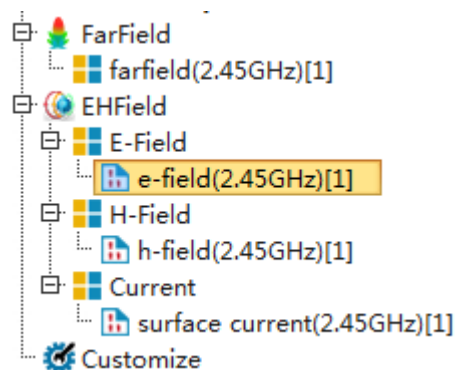 FarField
farfield(2.45GHz)[1]
EHField
E-Field
e-field(2.45GHz)[1]
H-Field
h-field(2.45GHz)[1]
Current
surface current(2.45GHz)[1]
Customize